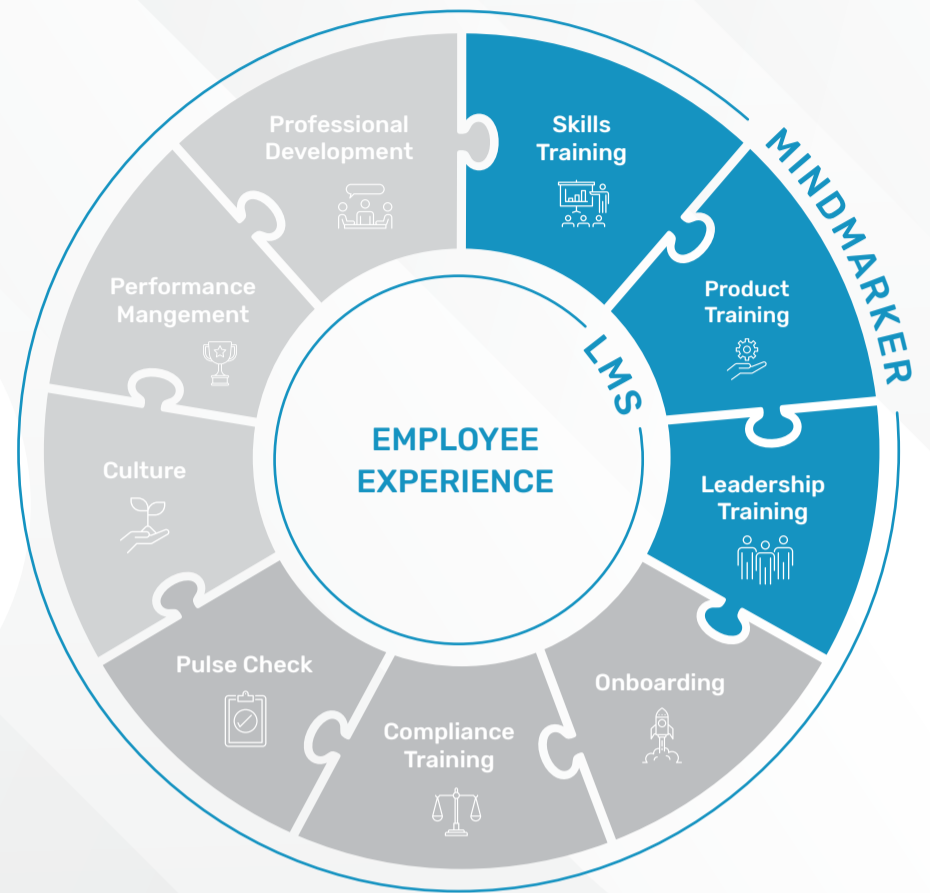 Skills
Training
Product
Training
Leadership
Training
Onboarding
Compliance
Training
Pulse Check
Culture
Performance
Mangement
Professional
Development
MINDMARKER
LMS
EMPLOYEE
EXPERIENCE